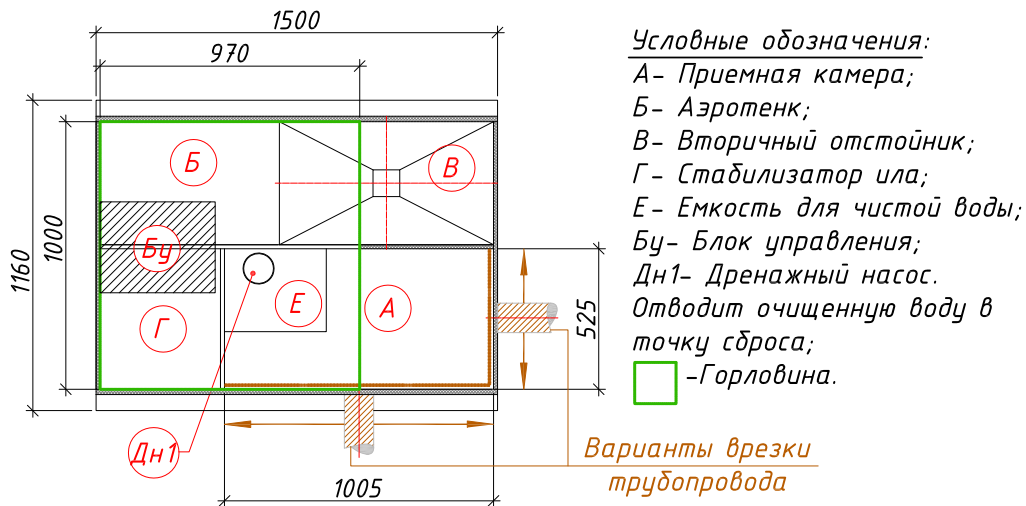 1500
970
1160
1000
525
1005
Б
В
Бу
Г
Е
А
Дн1
Условные обозначения:
А- Приемная камера;
Б- Аэротенк;
В- Вторичный отстойник;
Г- Стабилизатор ила;
Е- Емкость для чистой воды;
Бу- Блок управления;
Дн1- Дренажный насос.
Отводит очищенную воду в
точку сброса;
-Горловина.
Варианты врезки
трубопровода